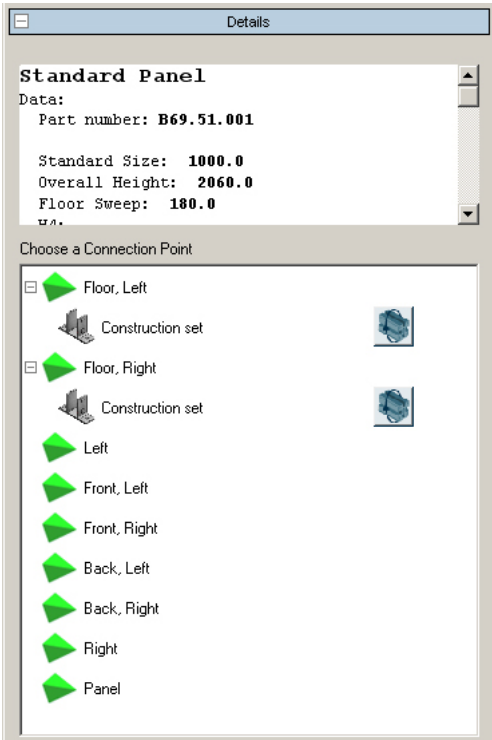 Details
Standard Panel
Data:
Part number: B69.51.001
Standard Size: 1000.0
Overall Height: 2060.0
Floor Sweep: 180.0
H4:
Choose a Connection Point
Floor, Left
Construction set
Floor, Right
Construction set
Left
Front, Left
Front, Right
Back, Left
Back, Right
Right
Panel